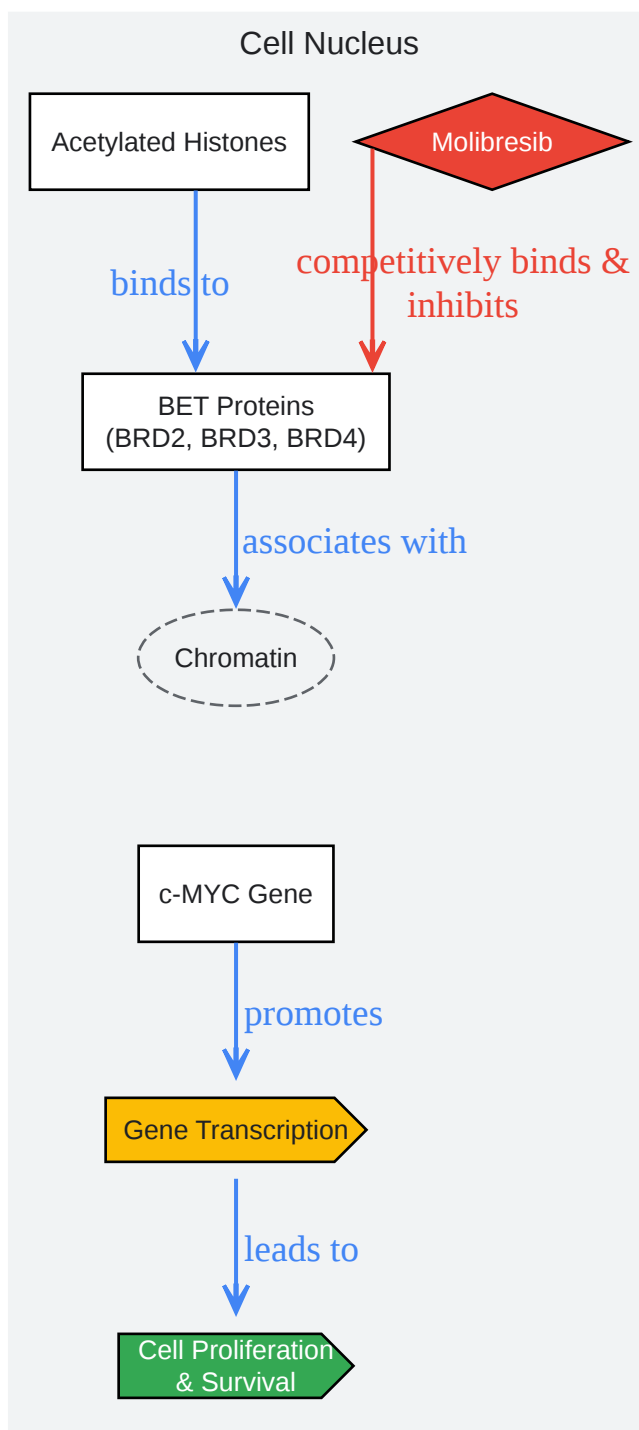 Cell Nucleus
Acetylated Histones
Molibresib
binds to
competitively binds &
inhibits
BET Proteins
(BRD2, BRD3, BRD4)
associates with
Chromatin
c-MYC Gene
promotes
Gene Transcription
leads to
Cell Proliferation
& Survival